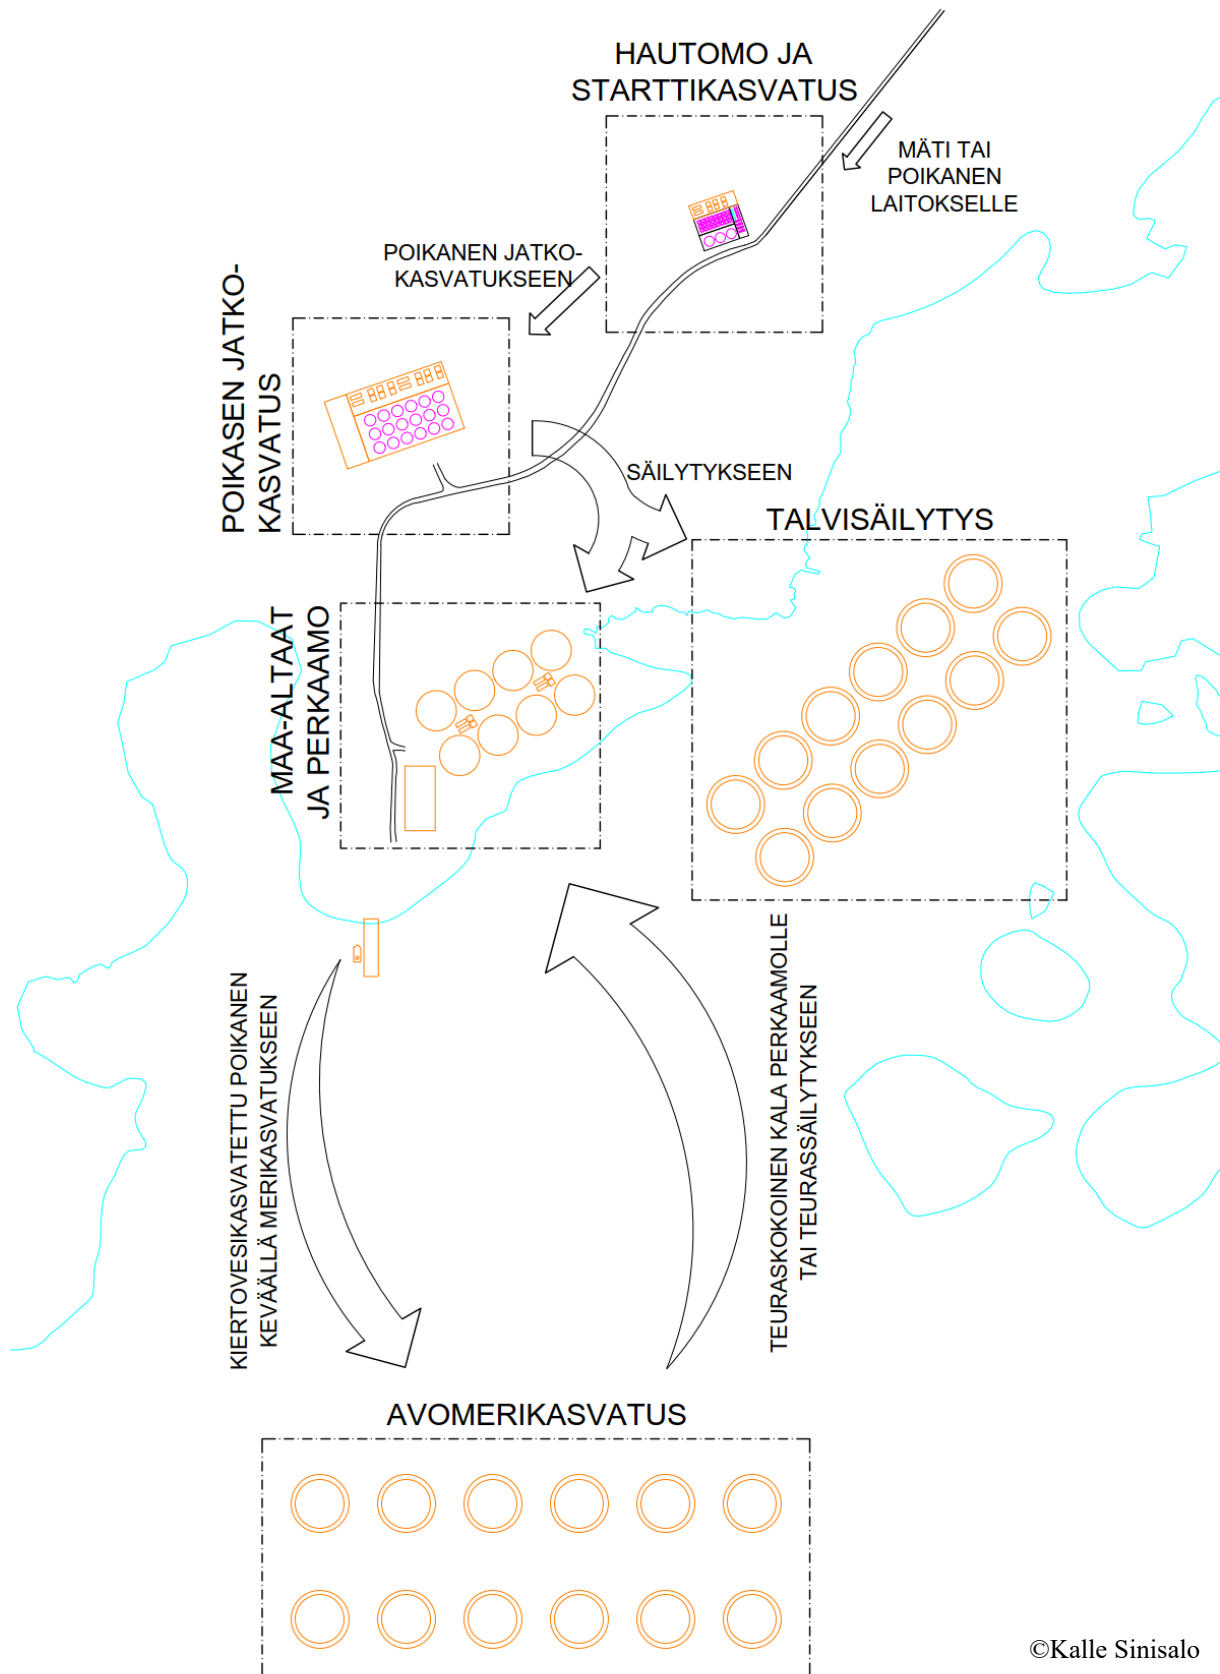 HAUTOMO JA
STARTTIKASVATUS
MÄTI TAI
POIKANEN
LAITOKSELLE
POIKANEN JATKO-
KASVATUKSEEN
POIKASEN JATKO-
KASVATUS
SÄILYTYKSEEN
TALVISÄILYTYS
MAA-ALTAAT
JA PERKAAMO
KIERTOVESIKASVATETTU POIKANEN
KEVÄÄLLÄ MERIKASVATUKSEEN
TEURASKOKOINEN KALA PERKAAMOLLE
TAI TEURASSÄILYTYKSEEN
AVOMERIKASVATUS
©Kalle Sinisalo